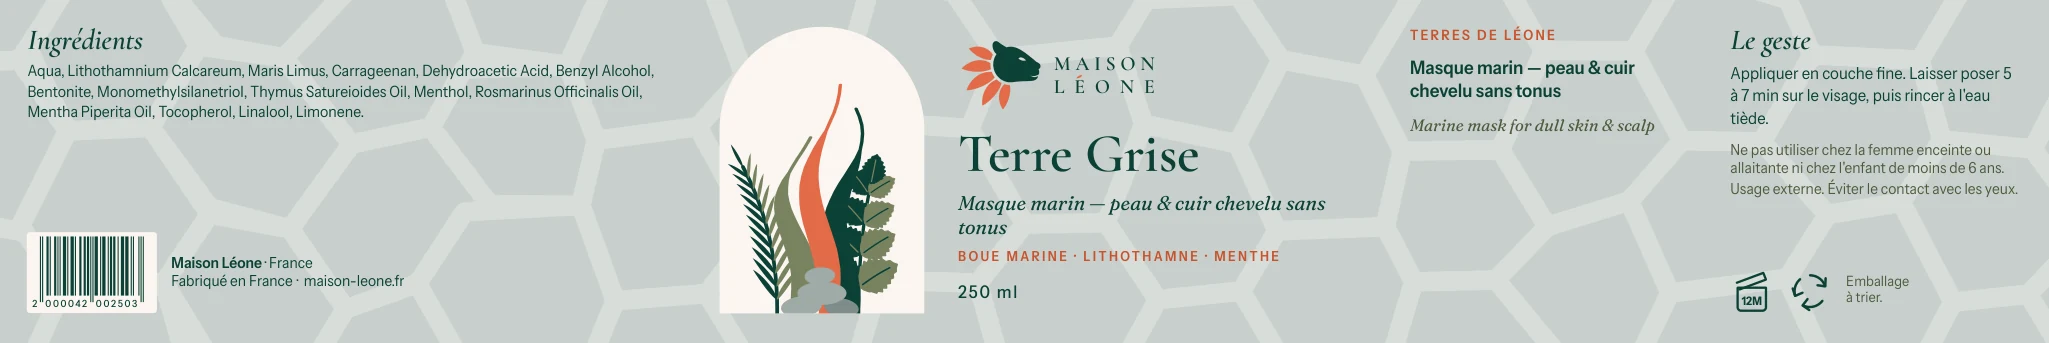 Ingrédients
Aqua, Lithothamnium Calcareum, Maris Limus, Carrageenan, Dehydroacetic Acid, Benzyl Alcohol,
Bentonite, Monomethylsilanetriol, Thymus Satureioides Oil, Menthol, Rosmarinus Officinalis Oil,
Mentha Piperita Oil, Tocopherol, Linalool, Limonene.
2 000042 002503
Maison Léone · France
Fabriqué en France · maison-leone.fr
MAISON
LÉONE
Terre Grise
Masque marin — peau & cuir chevelu sans
tonus
BOUE MARINE · LITHOTHAMNE · MENTHE
250 ml
TERRES DE LÉONE
Masque marin — peau & cuir
chevelu sans tonus
Marine mask for dull skin & scalp
Le geste
Appliquer en couche fine. Laisser poser 5
à 7 min sur le visage, puis rincer à l'eau
tiède.
Ne pas utiliser chez la femme enceinte ou
allaitante ni chez l'enfant de moins de 6 ans.
Usage externe. Éviter le contact avec les yeux.
12M
Emballage
à trier.